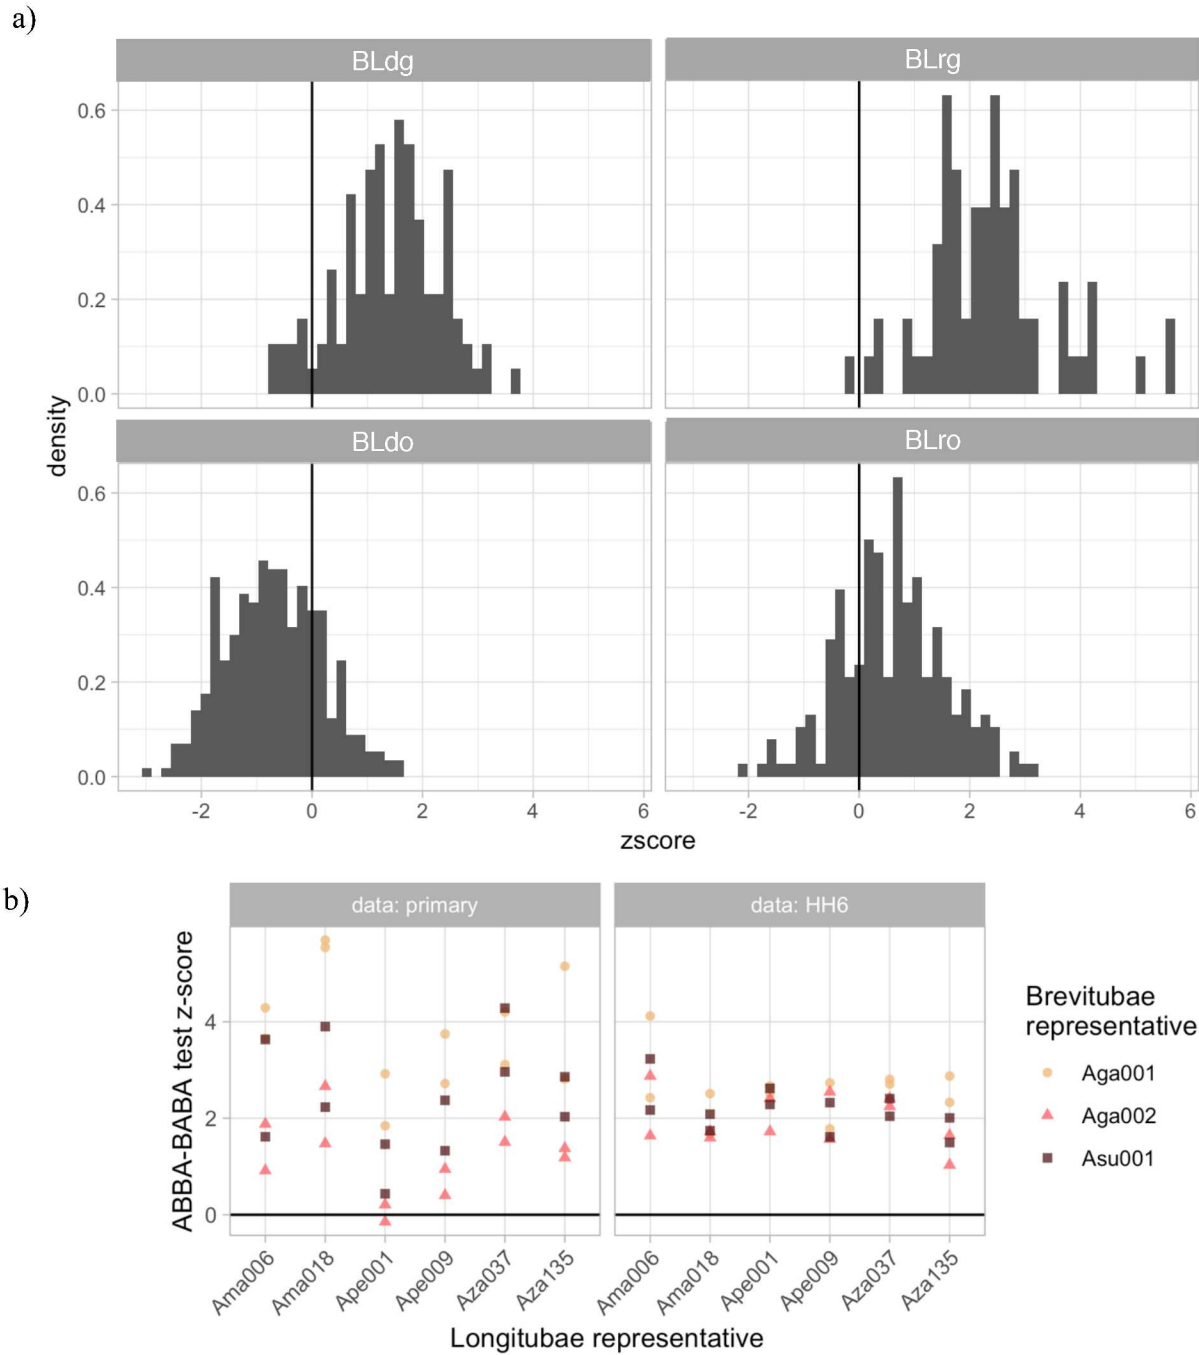 a)
BLdg
BLrg
0.6
0.4
0.2
0.0
density
BLdo
BLro
0.6
0.4
0.2
0.0
-2 0 2 4 6
-2 0 2 4 6
zscore
b)
data: primary
data: HH6
ABBA-BABA test z-score
4
2
0
Ama006 Ama018 Ape001 Ape009 Aza037 Aza135
Ama006 Ama018 Ape001 Ape009 Aza037 Aza135
Longitubae representative
Brevitubae
representative
Aga001
Aga002
Asu001